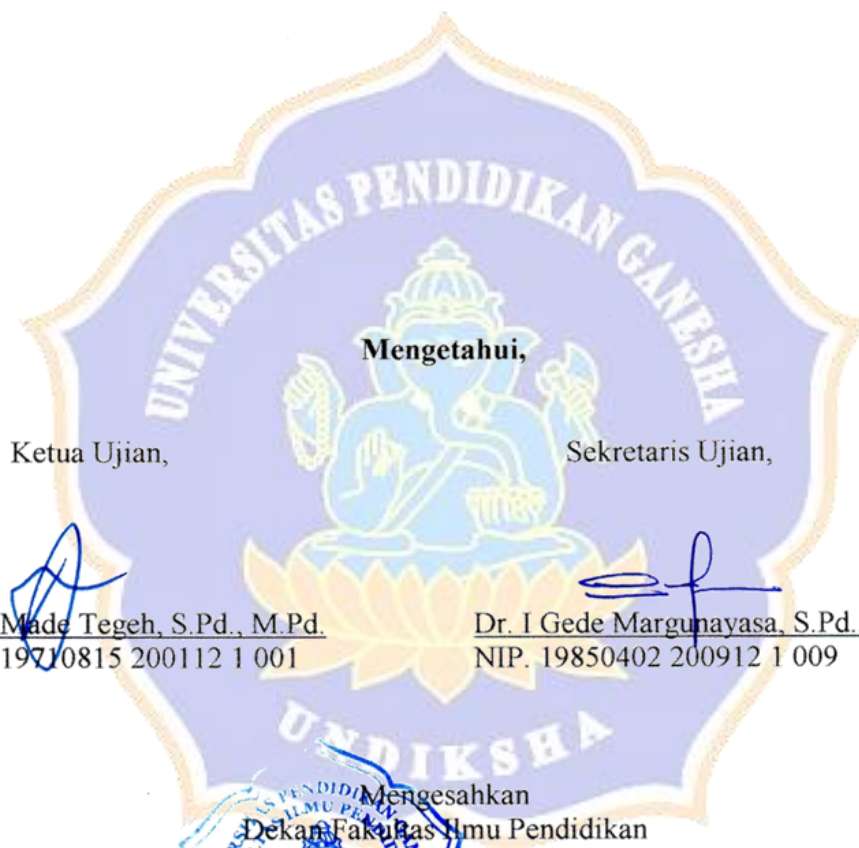 UNIVERSITAS PENDIDIKAN GANESHA
Mengetahui,
Ketua Ujian,
Sekretaris Ujian,
Made Tegeh, S.Pd., M.Pd.
19710815 200112 1 001
Dr. I Gede Margunayasa, S.Pd.
NIP. 19850402 200912 1 009
UNDIKSHA
Mengesahkan
Dekan Fakultas Ilmu Pendidikan